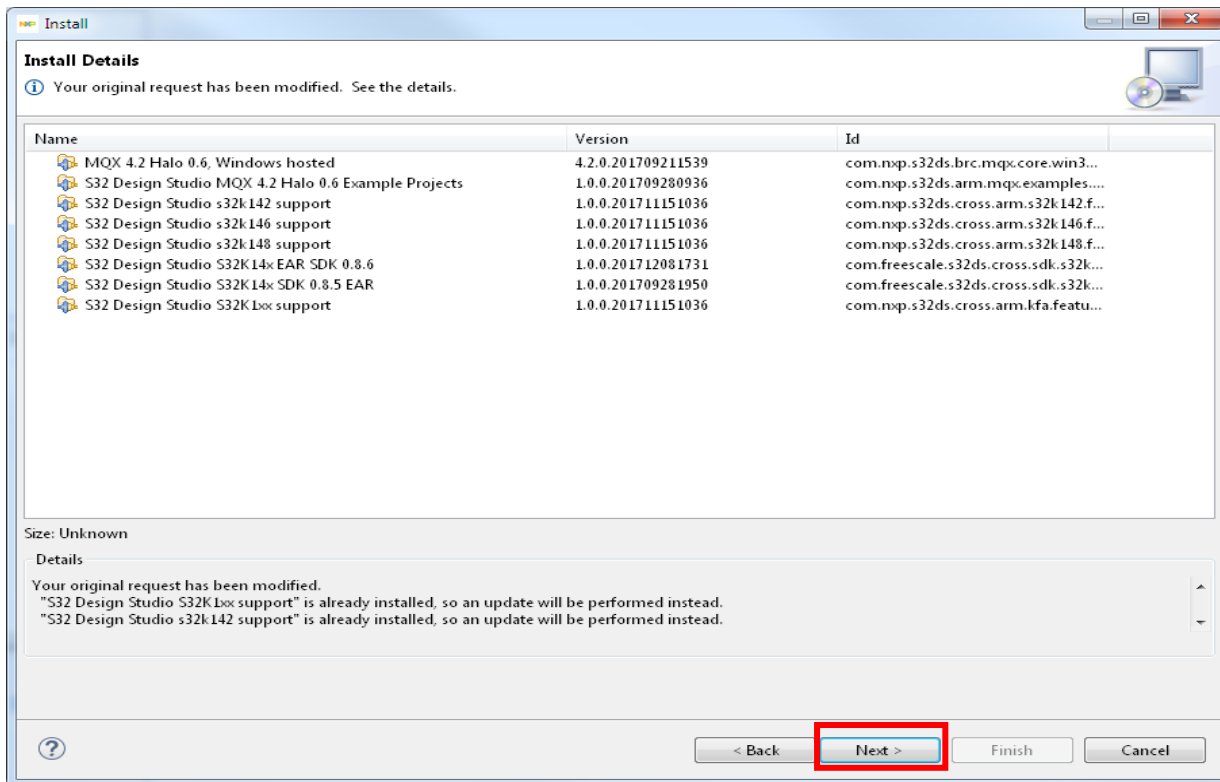 NXP Install
Install Details
Your original request has been modified. See the details.
Name Version Id
MQX 4.2 Halo 0.6, Windows hosted 4.2.0.201709211539 com.nxp.s32ds.brc.mqx.core.win3...
S32 Design Studio MQX 4.2 Halo 0.6 Example Projects 1.0.0.201709280936 com.nxp.s32ds.arm.mqx.examples....
S32 Design Studio s32k142 support 1.0.0.201711151036 com.nxp.s32ds.cross.arm.s32k142.f...
S32 Design Studio s32k146 support 1.0.0.201711151036 com.nxp.s32ds.cross.arm.s32k146.f...
S32 Design Studio s32k148 support 1.0.0.201711151036 com.nxp.s32ds.cross.arm.s32k148.f...
S32 Design Studio S32K14x EAR SDK 0.8.6 1.0.0.201712081731 com.freescale.s32ds.cross.sdk.s32k...
S32 Design Studio S32K14x SDK 0.8.5 EAR 1.0.0.201709281950 com.freescale.s32ds.cross.sdk.s32k...
S32 Design Studio S32K1xx support 1.0.0.201711151036 com.nxp.s32ds.cross.arm.kfa.featu...
Size: Unknown
Details
Your original request has been modified.
"S32 Design Studio S32K1xx support" is already installed, so an update will be performed instead.
"S32 Design Studio s32k142 support" is already installed, so an update will be performed instead.
< Back Next > Finish Cancel